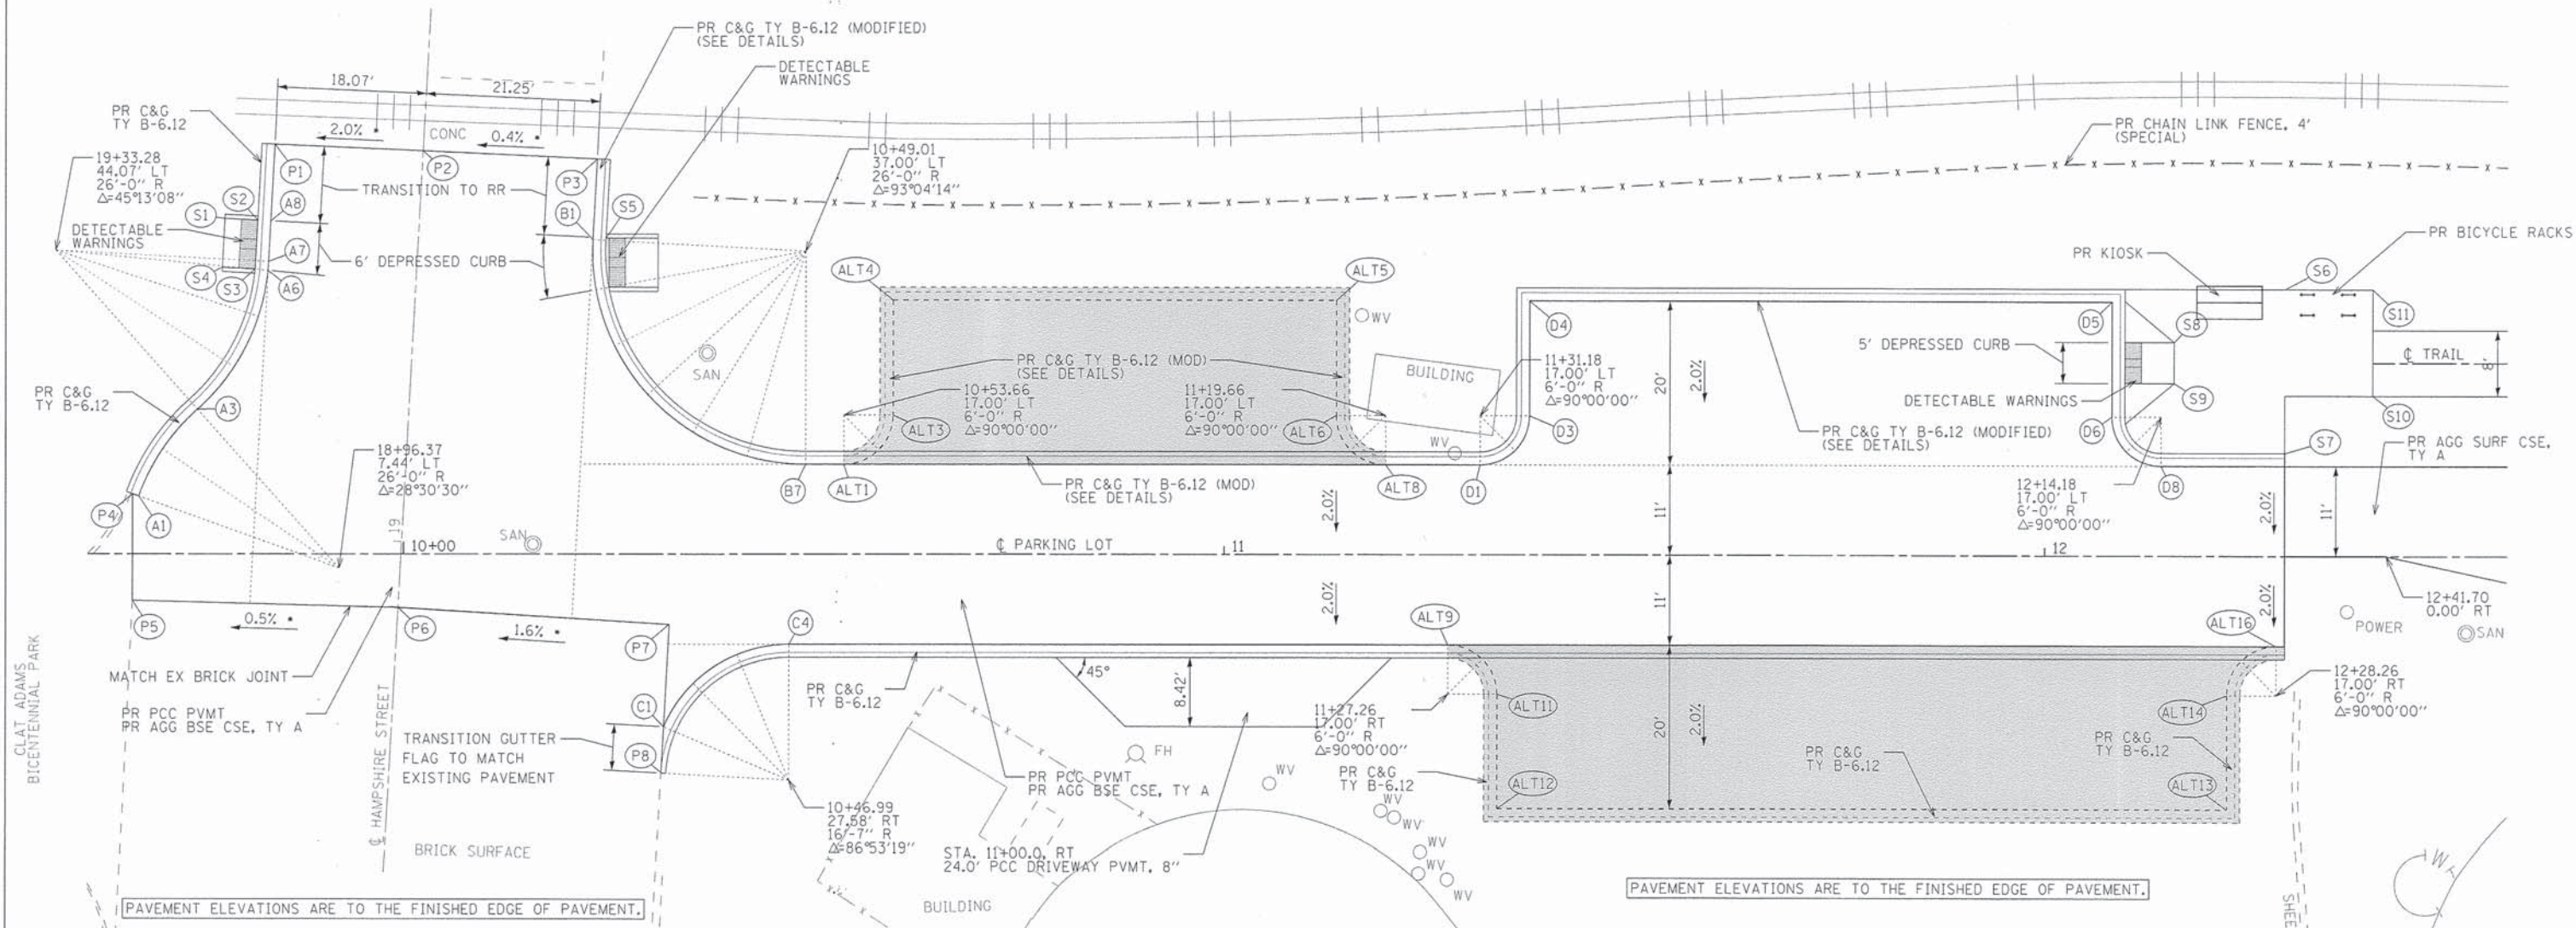 PR C&G TY B-6.12 (MODIFIED)
(SEE DETAILS)
DETECTABLE
WARNINGS
18.07'
21.25'
PR C&G
TY B-6.12
2.0% *
CONC
0.4% *
P1
P2
P3
19+33.28
44.07' LT
26'-0" R
Δ=45°13'08"
TRANSITION TO RR
10+49.01
37.00' LT
26'-0" R
Δ=93°04'14"
PR CHAIN LINK FENCE, 4'
(SPECIAL)
S1
S2
A8
B1
S5
DETECTABLE
WARNINGS
A7
6' DEPRESSED CURB
S4
S3
A6
ALT4
ALT5
PR KIOSK
S6
PR BICYCLE RACKS
WV
D4
D5
S8
S11
5' DEPRESSED CURB
SAN
PR C&G TY B-6.12 (MOD)
(SEE DETAILS)
BUILDING
11+31.18
17.00' LT
6'-0" R
Δ=90°00'00"
20'
2.0%
℄ TRAIL
8'
PR C&G
TY B-6.12
A3
10+53.66
17.00' LT
6'-0" R
Δ=90°00'00"
11+19.66
17.00' LT
6'-0" R
Δ=90°00'00"
ALT3
ALT6
D3
DETECTABLE WARNINGS
S9
S10
WV
PR C&G TY B-6.12 (MODIFIED)
(SEE DETAILS)
D6
S7
PR AGG SURF CSE,
TY A
18+96.37
7.44' LT
26'-0" R
Δ=28°30'30"
B7
ALT1
PR C&G TY B-6.12 (MOD)
(SEE DETAILS)
ALT8
D1
12+14.18
17.00' LT
6'-0" R
Δ=90°00'00"
D8
P4
A1
2.0%
11'
2.0%
11'
19
10+00
SAN
℄ PARKING LOT
11
12
P5
0.5% *
P6
1.6% *
P7
C4
2.0%
11'
ALT9
2.0%
ALT16
12+41.70
0.00' RT
POWER
SAN
CLAT ADAMS
BICENTENNIAL PARK
MATCH EX BRICK JOINT
PR PCC PVMT
PR AGG BSE CSE, TY A
℄ HAMPSHIRE STREET
C1
TRANSITION GUTTER
FLAG TO MATCH
EXISTING PAVEMENT
P8
PR C&G
TY B-6.12
45°
8.42'
11+27.26
17.00' RT
6'-0" R
Δ=90°00'00"
ALT11
20'
2.0%
ALT14
12+28.26
17.00' RT
6'-0" R
Δ=90°00'00"
FH
WV
PR C&G
TY B-6.12
ALT12
PR C&G
TY B-6.12
PR C&G
TY B-6.12
ALT13
PR PCC PVMT
PR AGG BSE CSE, TY A
10+46.99
27.58' RT
16'-7" R
Δ=86°53'19"
WV
WV
BRICK SURFACE
STA. 11+00.0, RT
24.0' PCC DRIVEWAY PVMT, 8"
WV
WV
WV
BUILDING
PAVEMENT ELEVATIONS ARE TO THE FINISHED EDGE OF PAVEMENT.
PAVEMENT ELEVATIONS ARE TO THE FINISHED EDGE OF PAVEMENT.